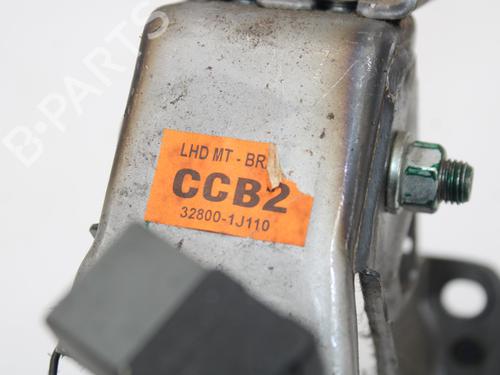 B-PARTS
LHD MT - BR
CCB2
32800-1J110